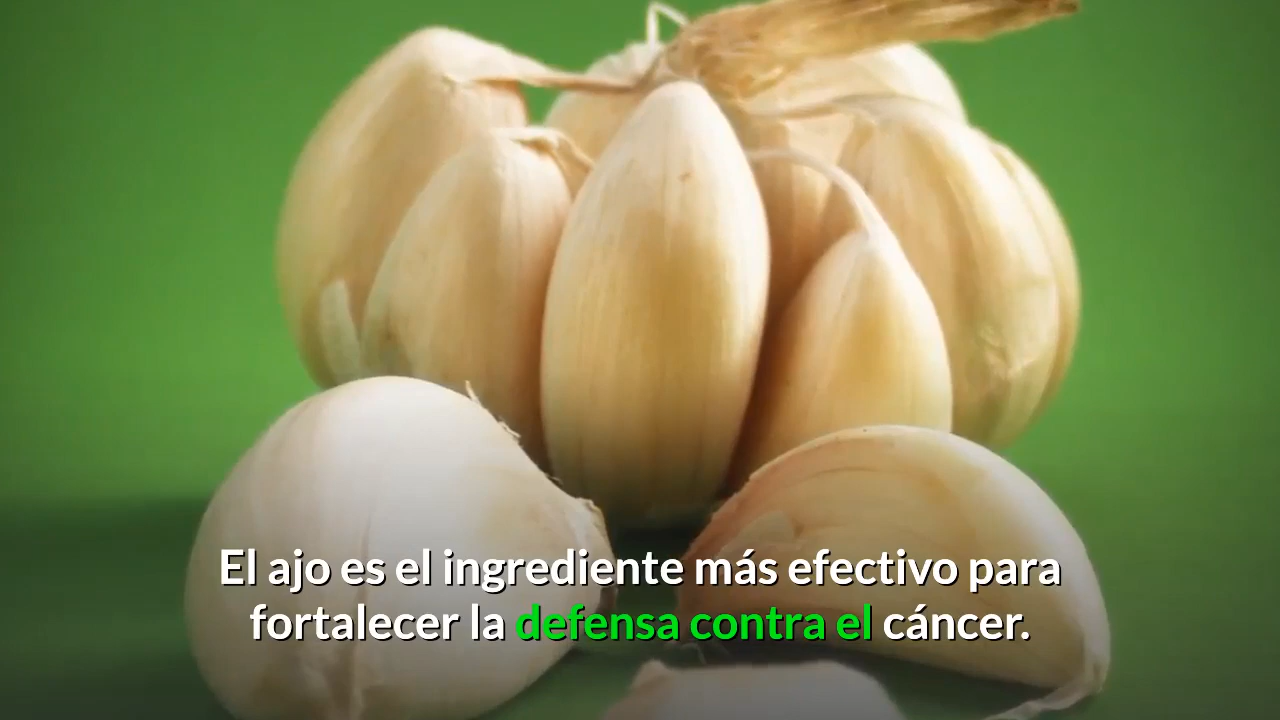 El ajo es el ingrediente más efectivo para
fortalecer la defensa contra el cáncer.